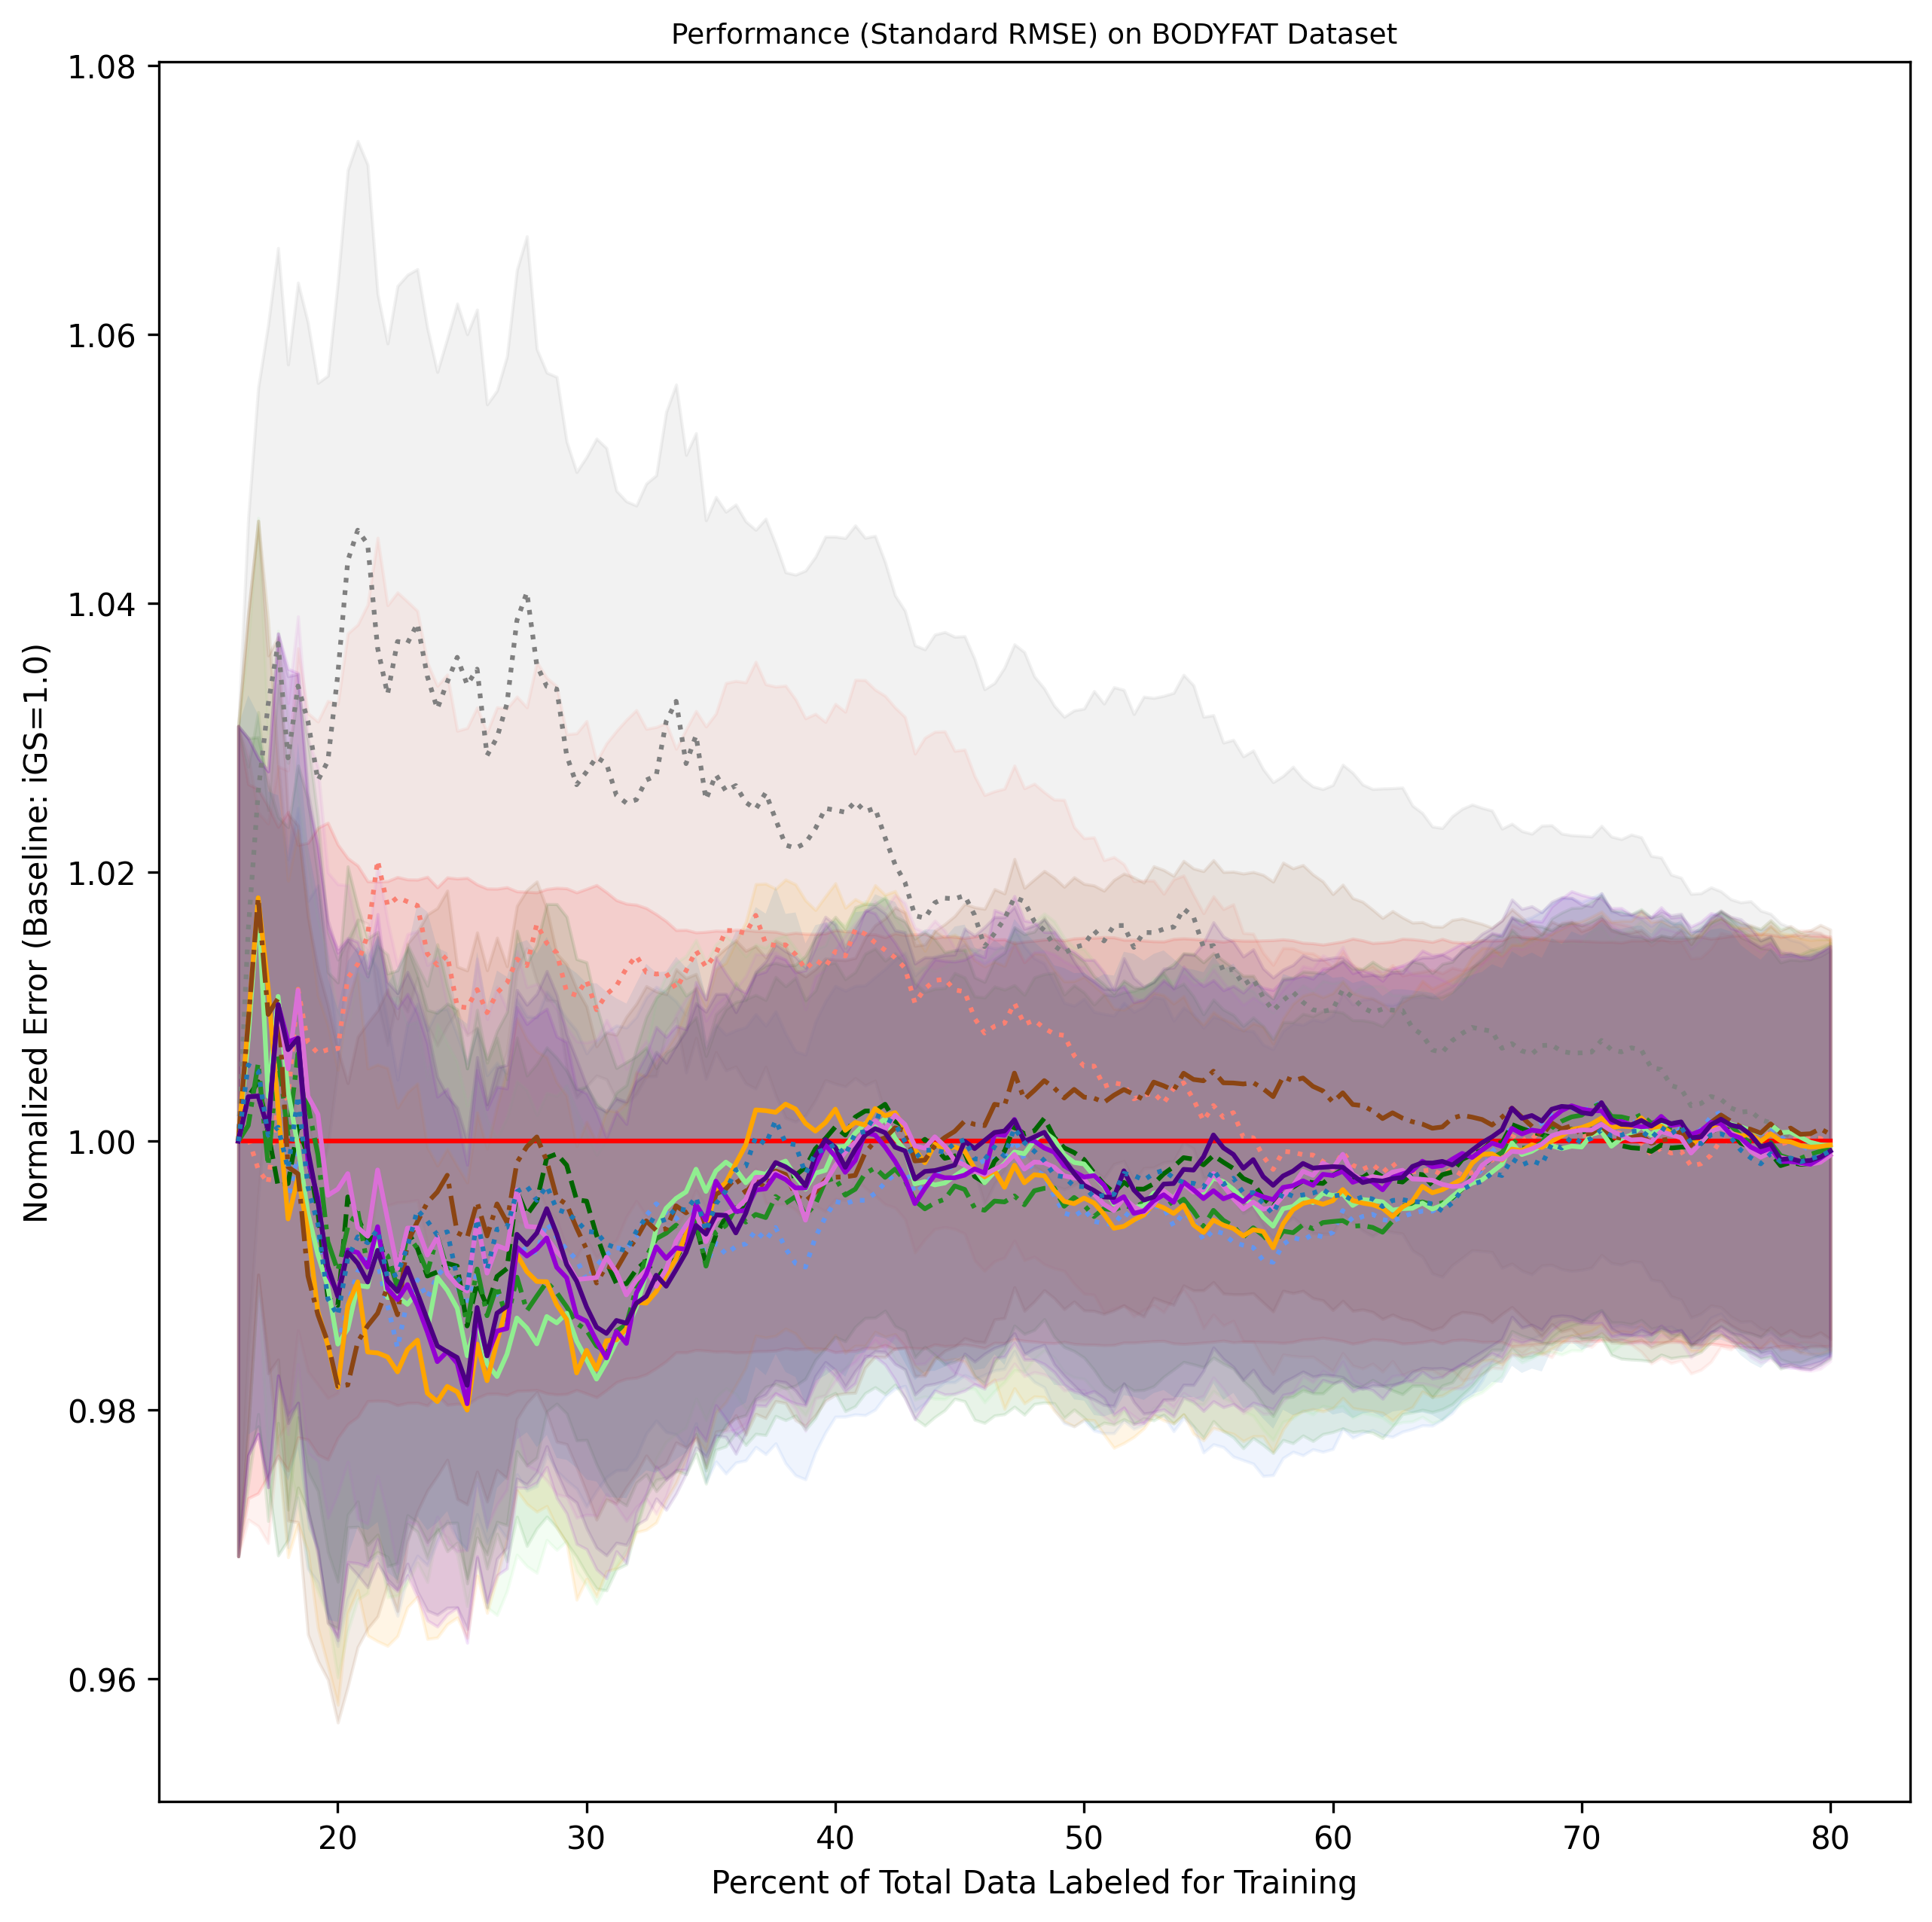 Performance (Standard RMSE) on BODYFAT Dataset
Normalized Error (Baseline: iGS=1.0)
1.08
1.06
1.04
1.02
1.00
0.98
0.96
20 30 40 50 60 70 80
Percent of Total Data Labeled for Training